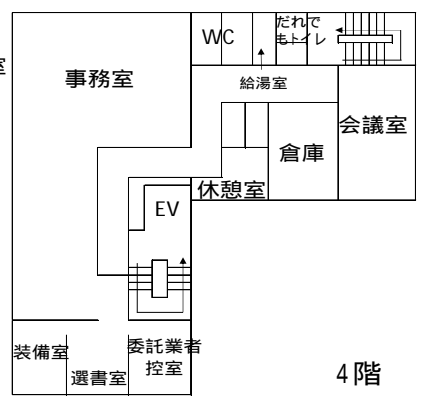 WC
だれで
もトイレ
室
事務室
給湯室
会議室
倉庫
休憩室
EV
装備室
選書室
委託業者
控室
4階